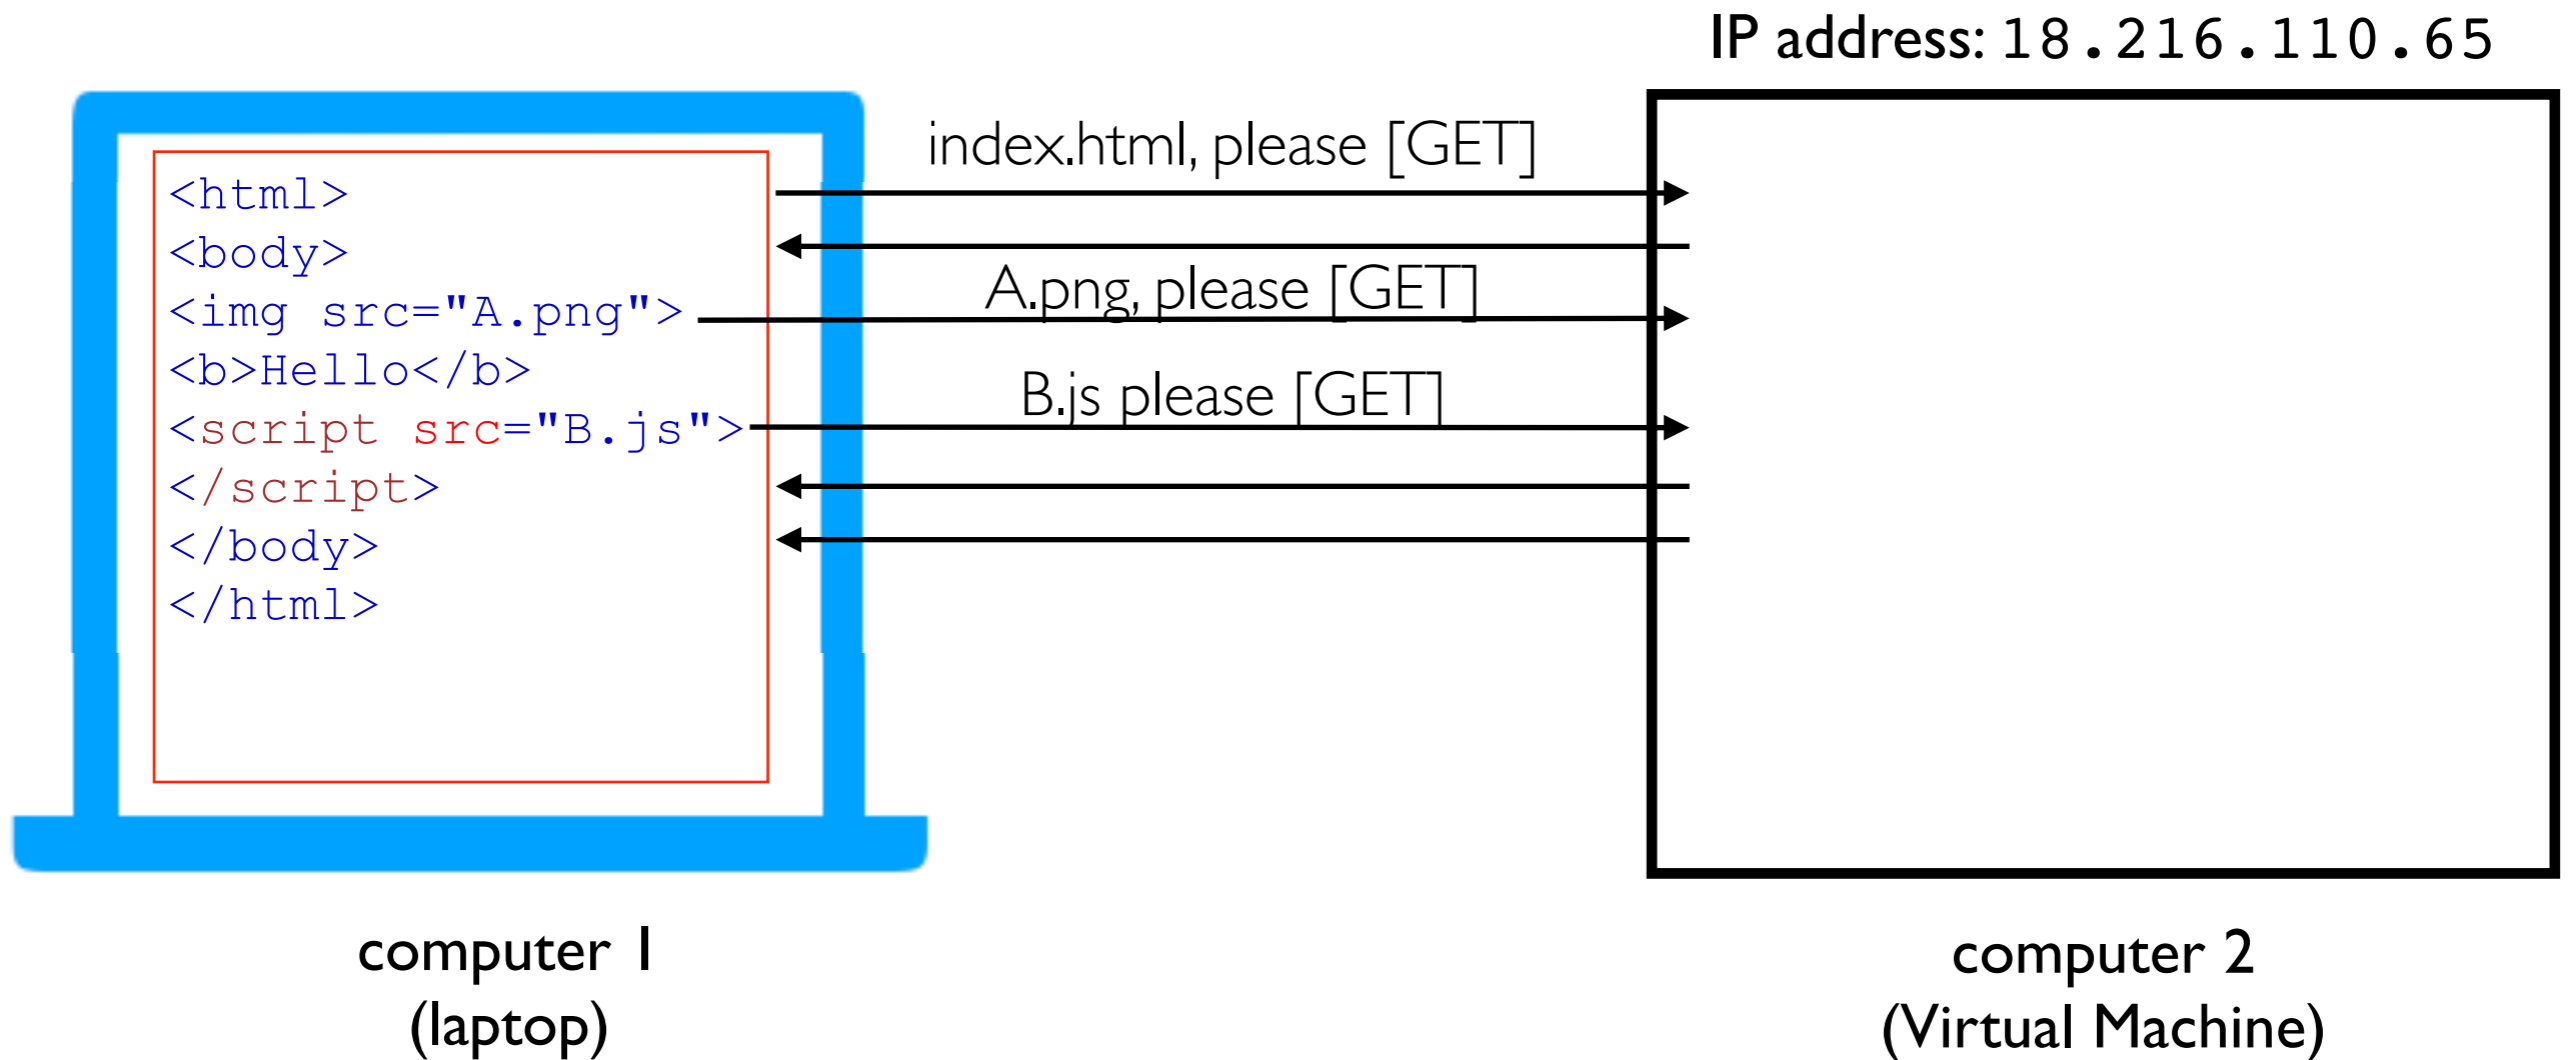 IP address: 18.216.110.65
index.html, please [GET]
<html>
<body>
A.png, please [GET]
<img src="A.png">
<b>Hello</b>
B.js please [GET]
<script src="B.js">
</script>
</body>
</html>
computer 1
(laptop)
computer 2
(Virtual Machine)